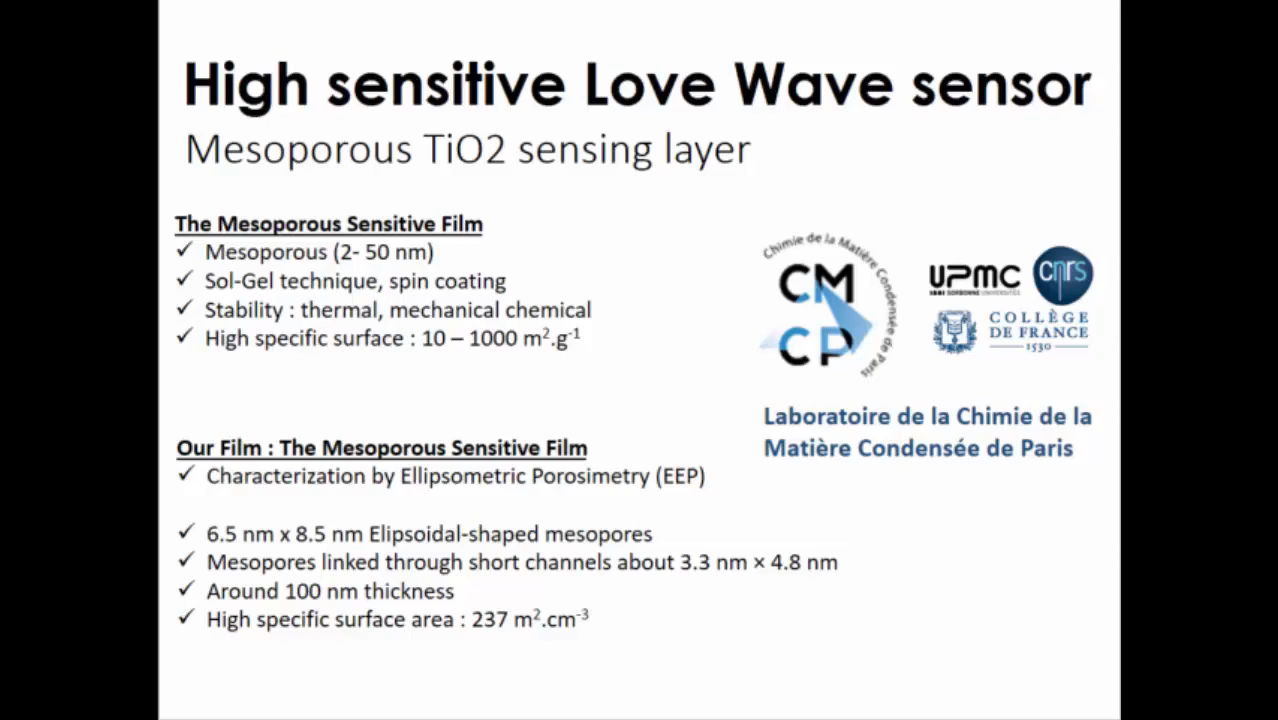 High sensitive Love Wave sensor
Mesoporous TiO2 sensing layer
The Mesoporous Sensitive Film
✓ Mesoporous (2- 50 nm)
✓ Sol-Gel technique, spin coating
✓ Stability : thermal, mechanical chemical
✓ High specific surface : 10 – 1000 m².g⁻¹
Chimie de la Matière Condensée de Paris
CM
CP
UPMC
SORBONNE UNIVERSITÉS
cnrs
COLLÈGE
DE FRANCE
1530
Laboratoire de la Chimie de la
Matière Condensée de Paris
Our Film : The Mesoporous Sensitive Film
✓ Characterization by Ellipsometric Porosimetry (EEP)
✓ 6.5 nm x 8.5 nm Elipsoidal-shaped mesopores
✓ Mesopores linked through short channels about 3.3 nm × 4.8 nm
✓ Around 100 nm thickness
✓ High specific surface area : 237 m².cm⁻³